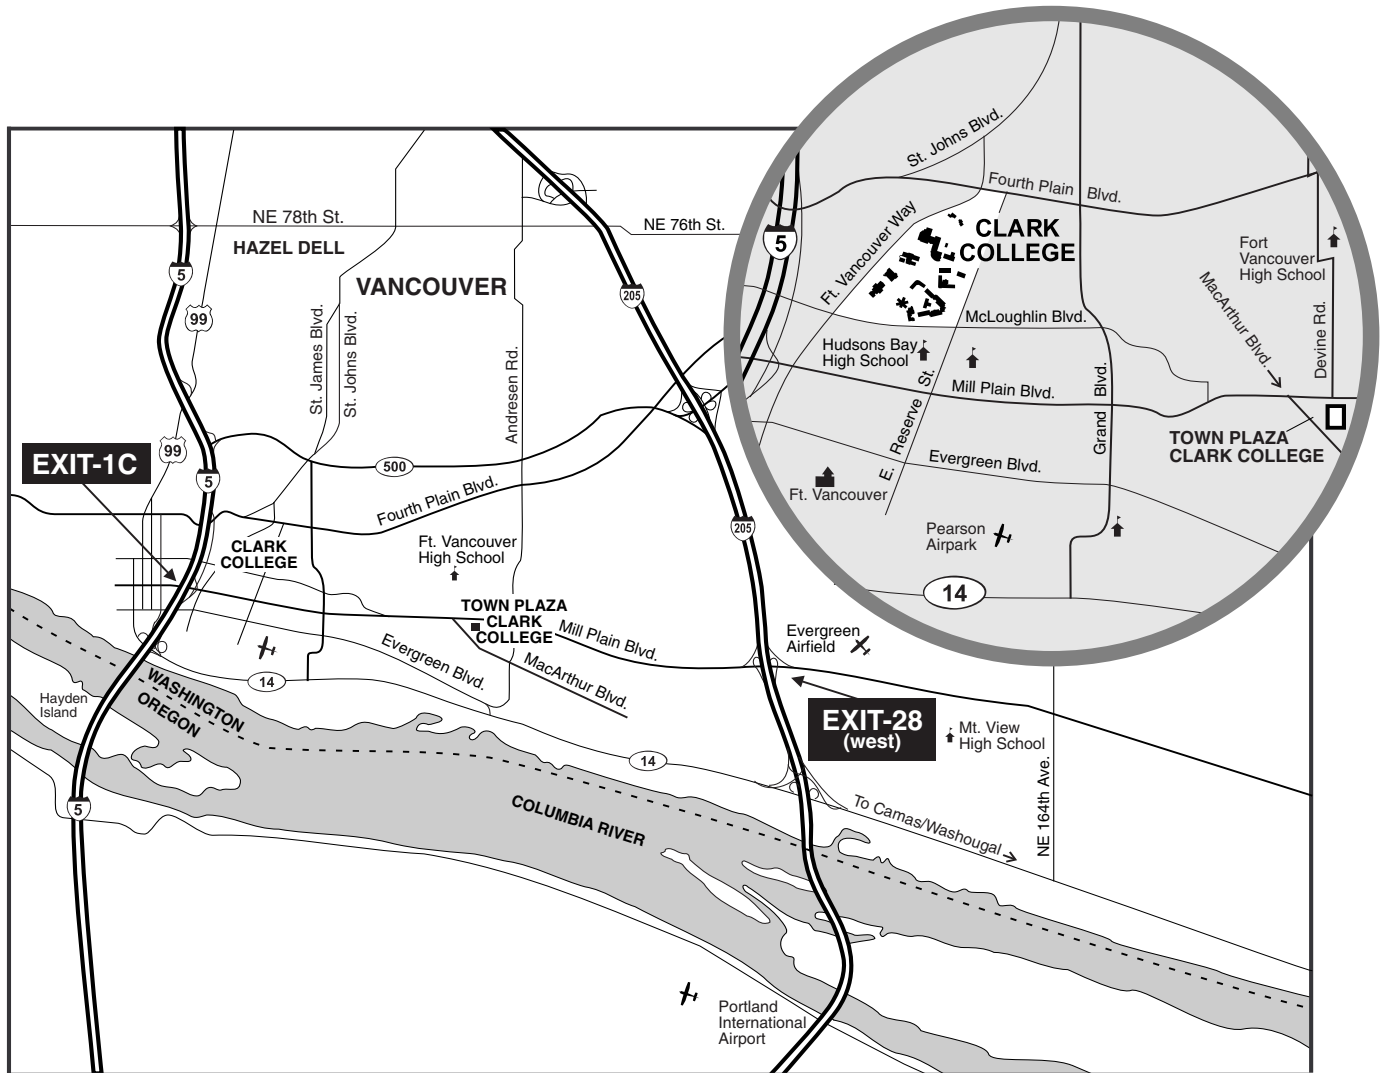 St. Johns Blvd.
Fourth Plain Blvd.
Ft. Vancouver Way
CLARK
COLLEGE
5
Fort
Vancouver
High School
MacArthur Blvd.
Devine Rd.
McLoughlin Blvd.
Hudsons Bay
High School
Mill Plain Blvd.
E. Reserve St.
Grand Blvd.
TOWN PLAZA
CLARK COLLEGE
Evergreen Blvd.
Ft. Vancouver
Pearson
Airpark
14
NE 78th St.
NE 76th St.
HAZEL DELL
VANCOUVER
5
205
99
St. James Blvd.
St. Johns Blvd.
Andresen Rd.
99
EXIT-1C
500
5
Fourth Plain Blvd.
205
CLARK
COLLEGE
Ft. Vancouver
High School
TOWN PLAZA
CLARK
COLLEGE
Mill Plain Blvd.
Evergreen Blvd.
MacArthur Blvd.
Evergreen
Airfield
14
WASHINGTON
OREGON
Hayden
Island
EXIT-28
(west)
Mt. View
High School
NE 164th Ave.
14
5
COLUMBIA RIVER
To Camas/Washougal
Portland
International
Airport